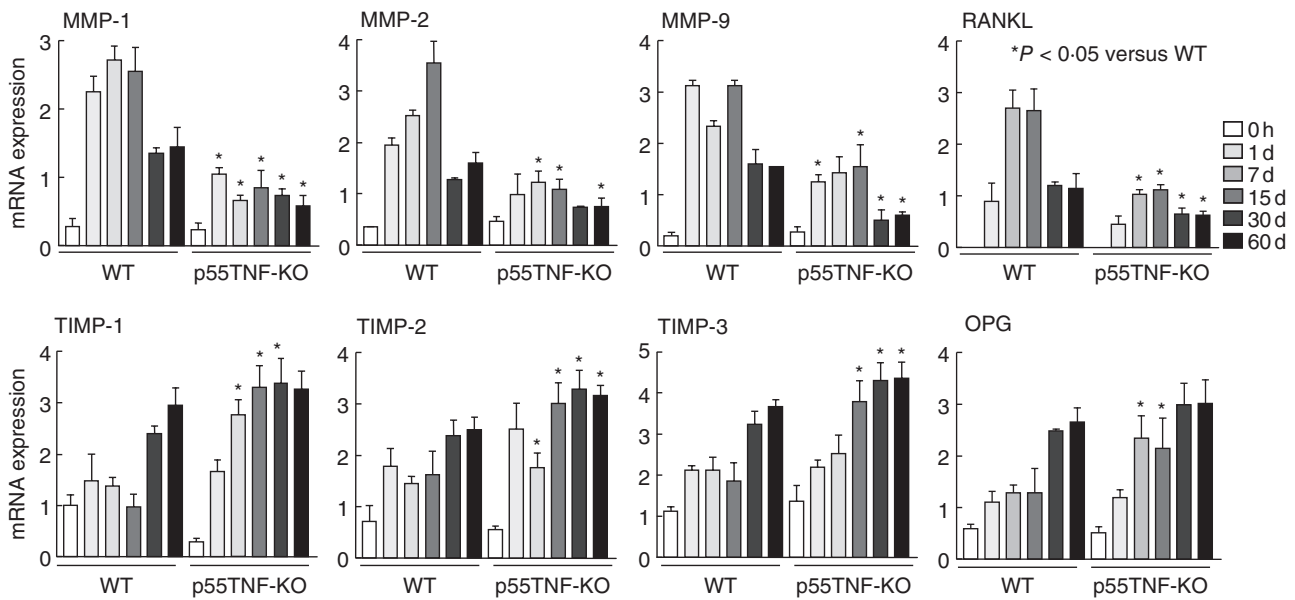 MMP-1
MMP-2
MMP-9
RANKL
*P < 0·05 versus WT
mRNA expression
3
2
1
0
4
3
2
1
0
4
3
2
1
0
4
3
2
1
0
* * * * *
* * *
* * * *
* * * *
0 h
1 d
7 d
15 d
30 d
60 d
WT p55TNF-KO
WT p55TNF-KO
WT p55TNF-KO
WT p55TNF-KO
TIMP-1
TIMP-2
TIMP-3
OPG
mRNA expression
4
3
2
1
0
4
3
2
1
0
5
4
3
2
1
0
4
3
2
1
0
* * *
* * * *
* * *
* *
WT p55TNF-KO
WT p55TNF-KO
WT p55TNF-KO
WT p55TNF-KO